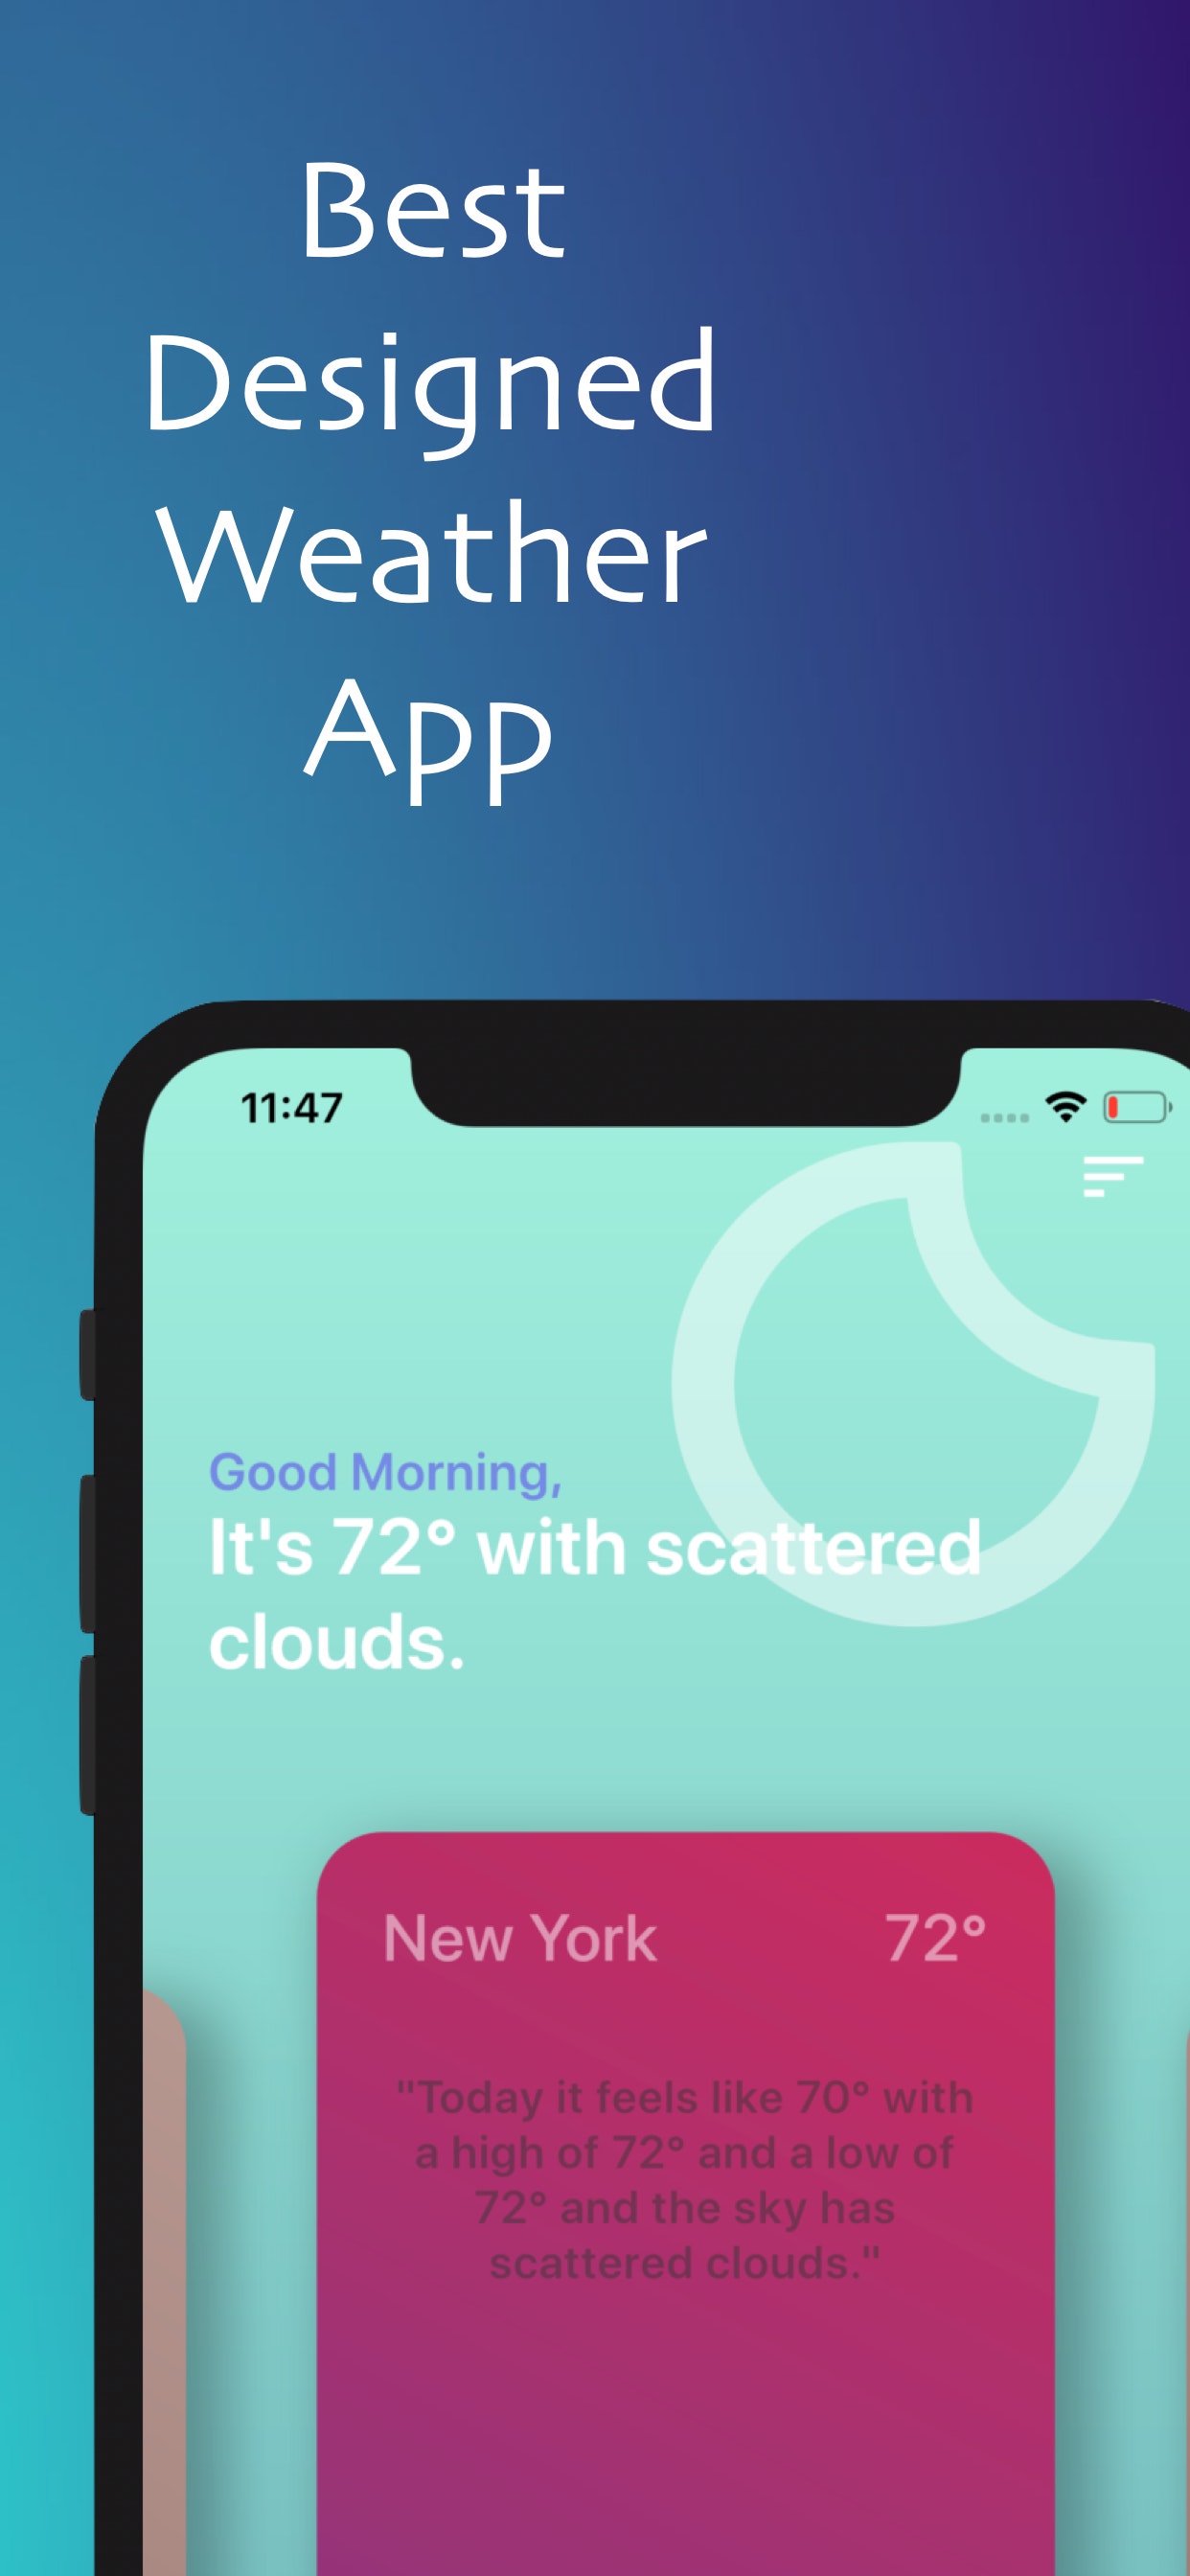 Best
Designed
Weather
App
11:47
Good Morning,
It's 72° with scattered
clouds.
New York 72°
"Today it feels like 70° with
a high of 72° and a low of
72° and the sky has
scattered clouds."